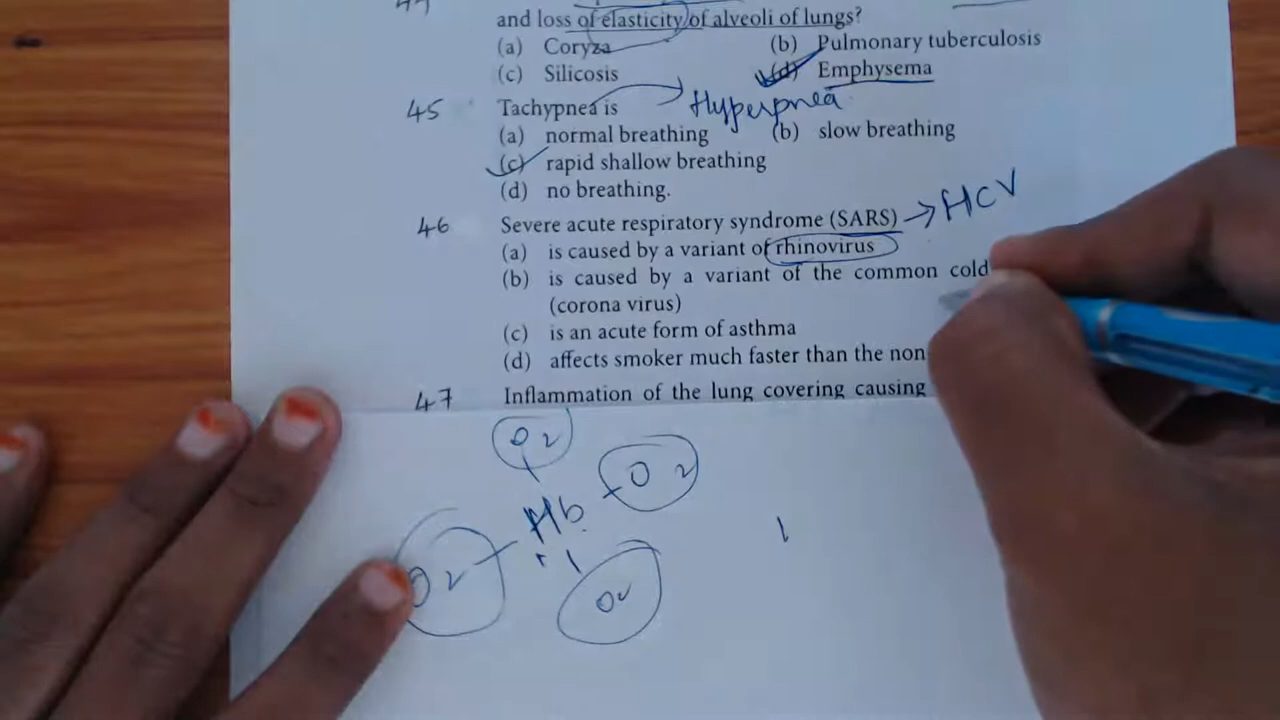 44
and loss of elasticity of alveoli of lungs?
(a) Coryza (b) Pulmonary tuberculosis
(c) Silicosis (d) Emphysema
45 Tachypnea is → Hyperpnea
(a) normal breathing (b) slow breathing
(c) rapid shallow breathing
(d) no breathing.
46 Severe acute respiratory syndrome (SARS) → HCV
(a) is caused by a variant of rhinovirus
(b) is caused by a variant of the common cold
(corona virus)
(c) is an acute form of asthma
(d) affects smoker much faster than the non
47 Inflammation of the lung covering causing
O2
O2
Hb
O2
O2